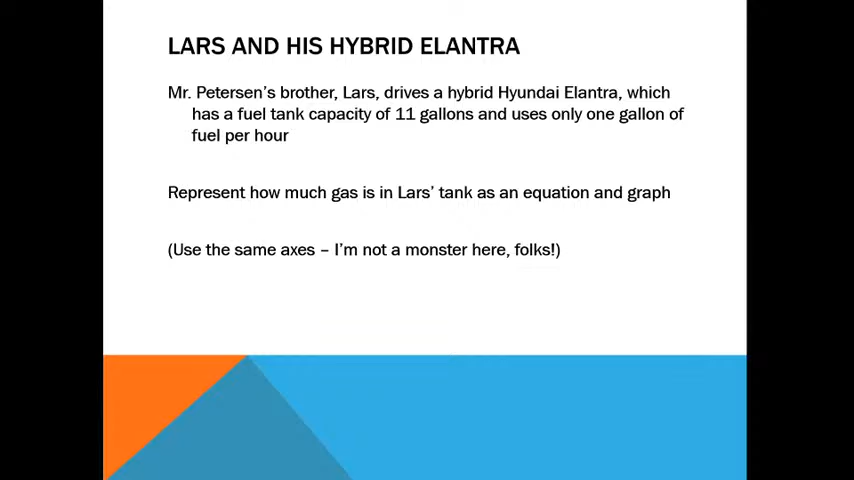 LARS AND HIS HYBRID ELANTRA
Mr. Petersen’s brother, Lars, drives a hybrid Hyundai Elantra, which
has a fuel tank capacity of 11 gallons and uses only one gallon of
fuel per hour
Represent how much gas is in Lars’ tank as an equation and graph
(Use the same axes – I’m not a monster here, folks!)